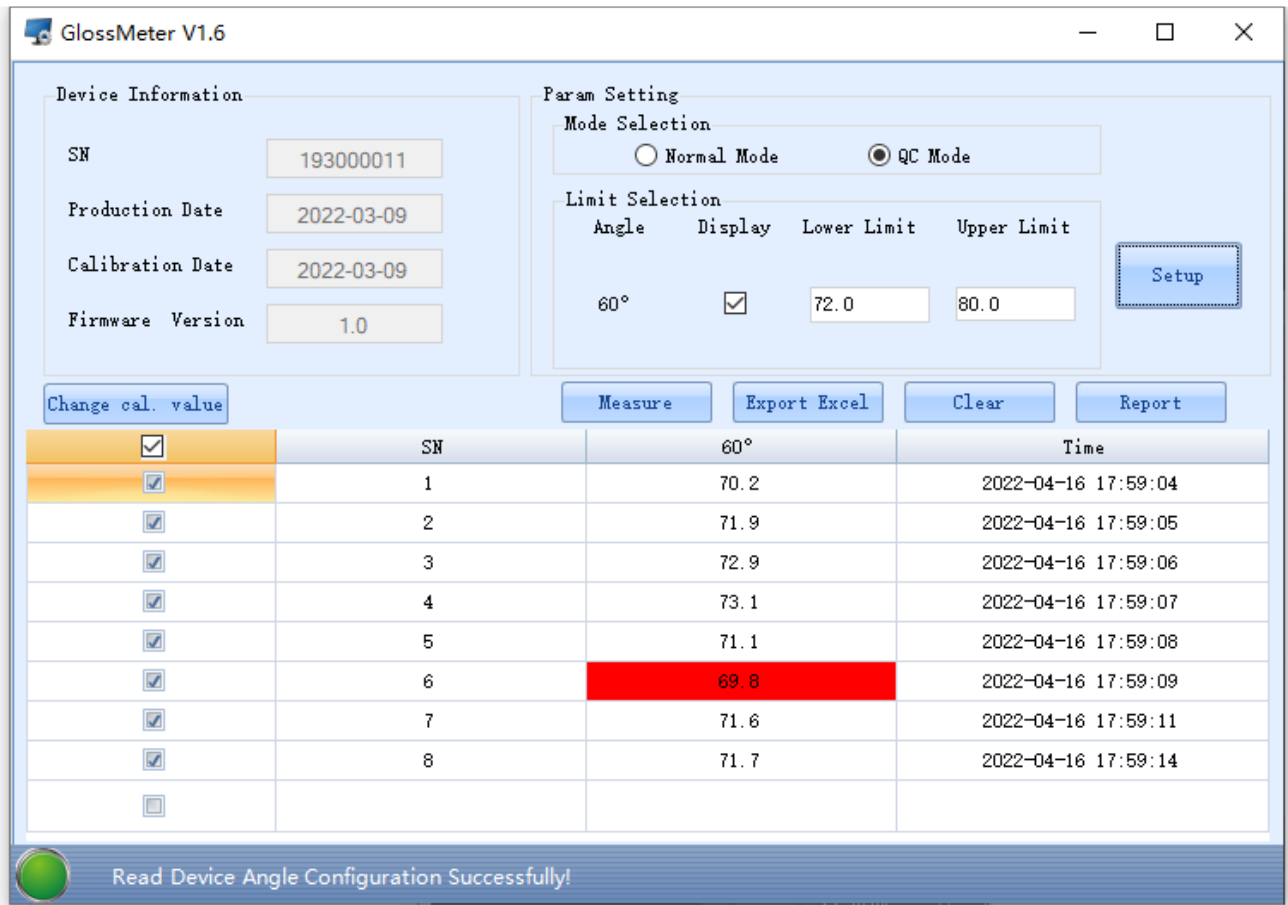 GlossMeter V1.6
Device Information
SN 193000011
Production Date 2022-03-09
Calibration Date 2022-03-09
Firmware Version 1.0
Param Setting
Mode Selection
Normal Mode QC Mode
Limit Selection
Angle Display Lower Limit Upper Limit
60° 72.0 80.0
Setup
Change cal. value Measure Export Excel Clear Report
SN 60° Time
1 70.2 2022-04-16 17:59:04
2 71.9 2022-04-16 17:59:05
3 72.9 2022-04-16 17:59:06
4 73.1 2022-04-16 17:59:07
5 71.1 2022-04-16 17:59:08
6 69.8 2022-04-16 17:59:09
7 71.6 2022-04-16 17:59:11
8 71.7 2022-04-16 17:59:14
Read Device Angle Configuration Successfully!